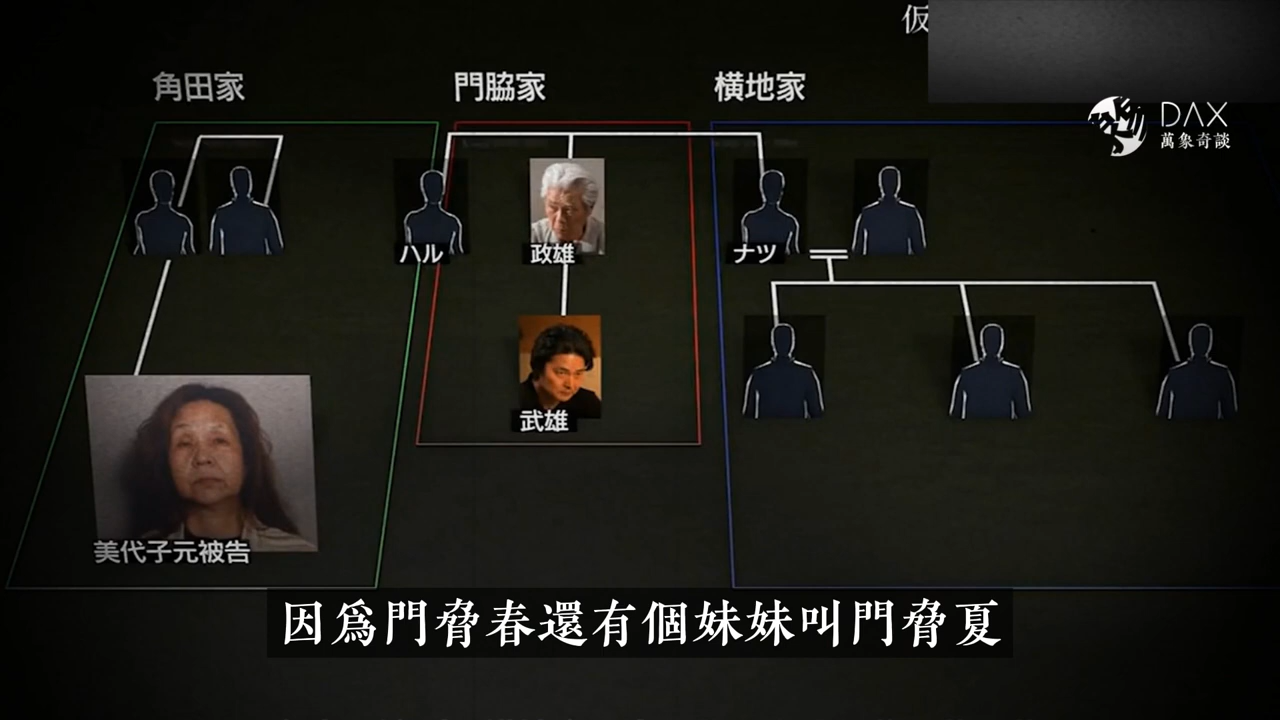 仮
角田家
門脇家
横地家
DAX
萬象奇談
ハル
政雄
ナツ
武雄
美代子元被告
因爲門脅春還有個妹妹叫門脅夏